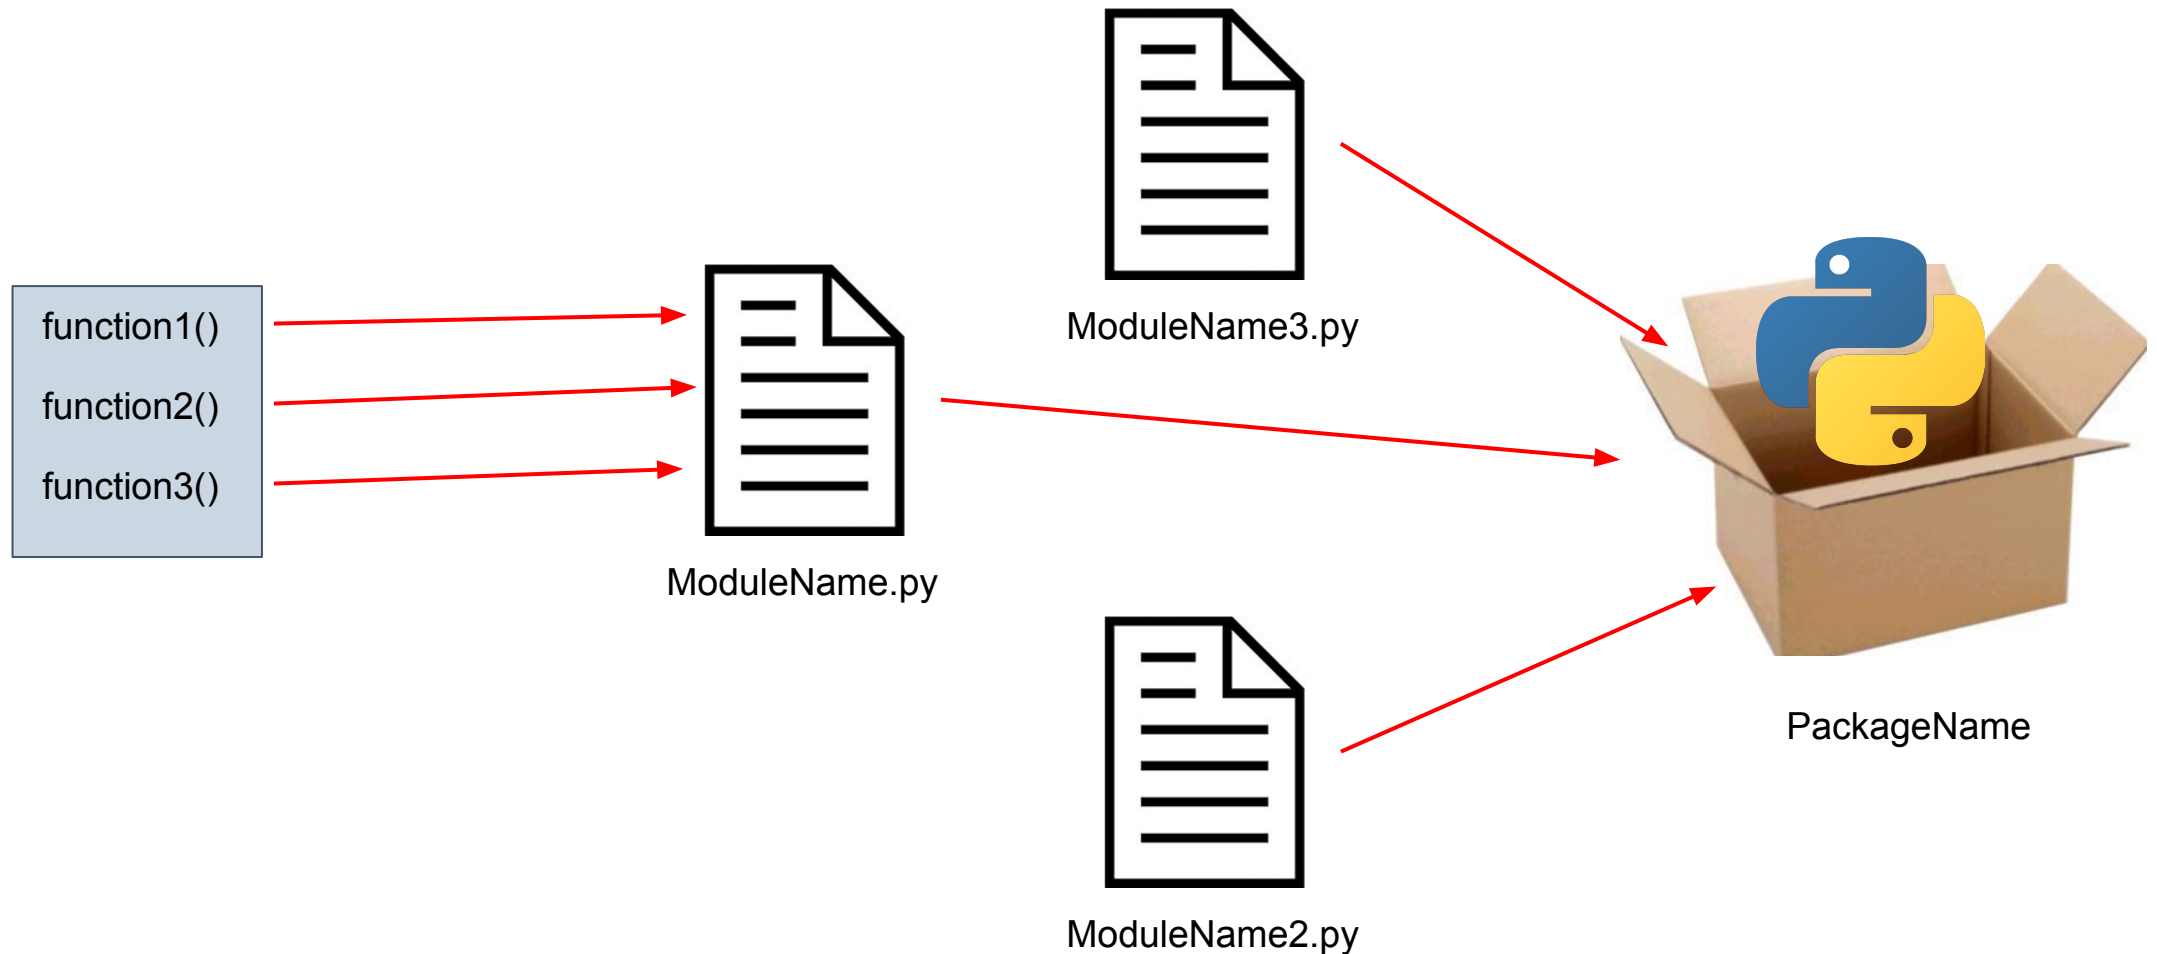 function1()
function2()
function3()
ModuleName.py
ModuleName3.py
ModuleName2.py
PackageName